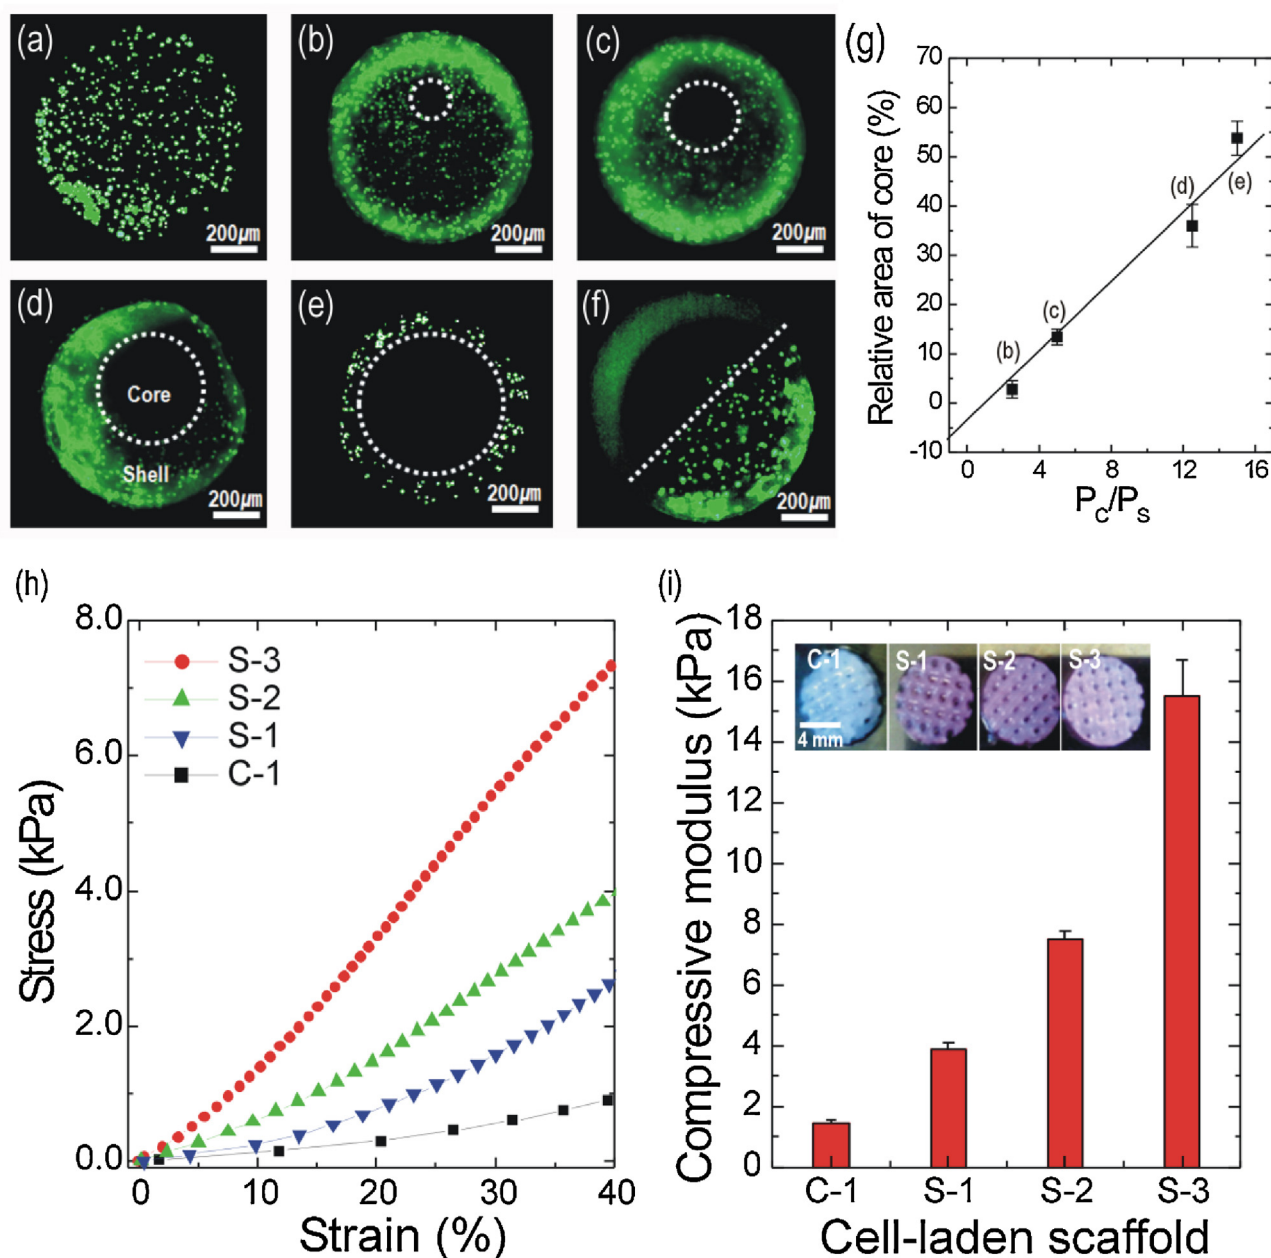 (a)
200μm
(b)
200μm
(c)
200μm
(d)
Core
Shell
200μm
(e)
200μm
(f)
200μm
(g)
Relative area of core (%)
70
60
50
40
30
20
10
0
-10
(b)
(c)
(d)
(e)
0 4 8 12 16
PC/PS
(h)
Stress (kPa)
8.0
6.0
4.0
2.0
0.0
S-3
S-2
S-1
C-1
0 10 20 30 40
Strain (%)
(i)
Compressive modulus (kPa)
18
16
14
12
10
8
6
4
2
0
C-1 S-1 S-2 S-3
4 mm
C-1 S-1 S-2 S-3
Cell-laden scaffold